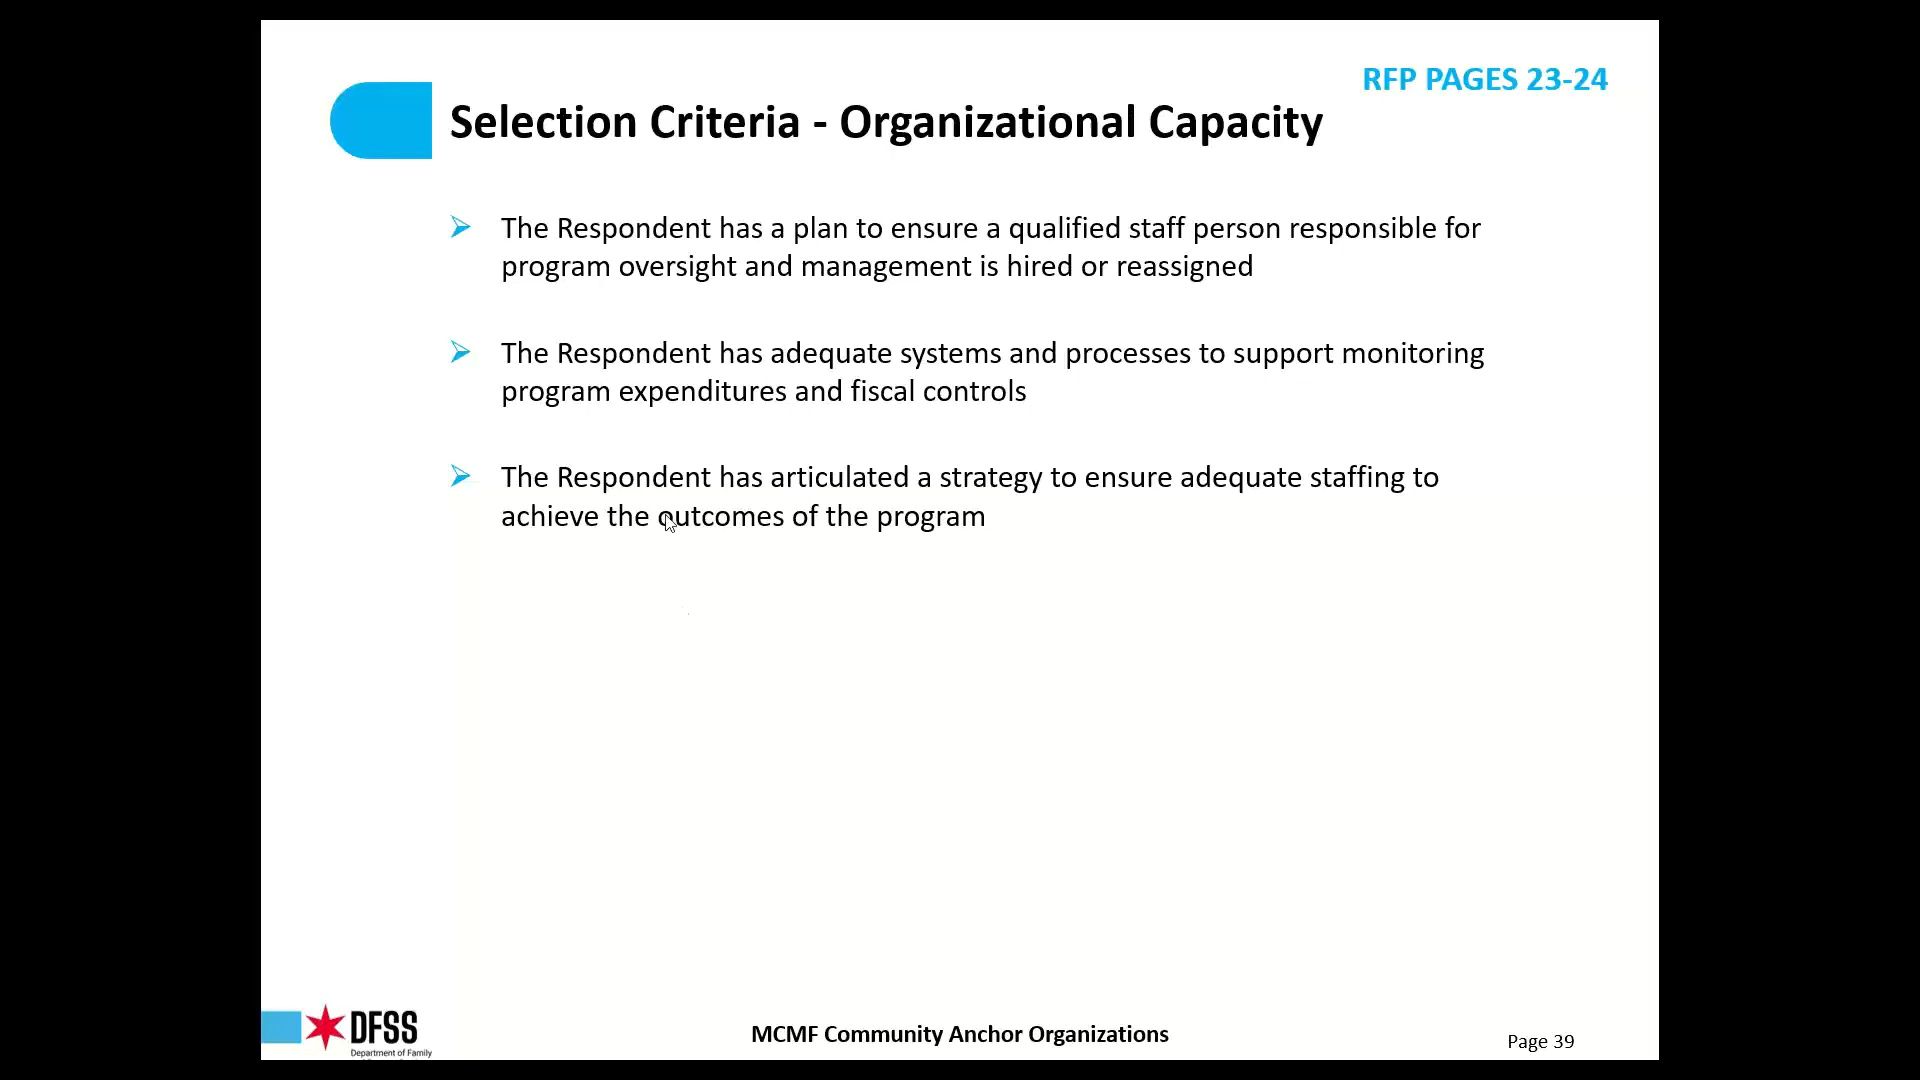 RFP PAGES 23-24
Selection Criteria - Organizational Capacity
The Respondent has a plan to ensure a qualified staff person responsible for
program oversight and management is hired or reassigned
The Respondent has adequate systems and processes to support monitoring
program expenditures and fiscal controls
The Respondent has articulated a strategy to ensure adequate staffing to
achieve the outcomes of the program
DFSS
Department of Family
MCMF Community Anchor Organizations
Page 39